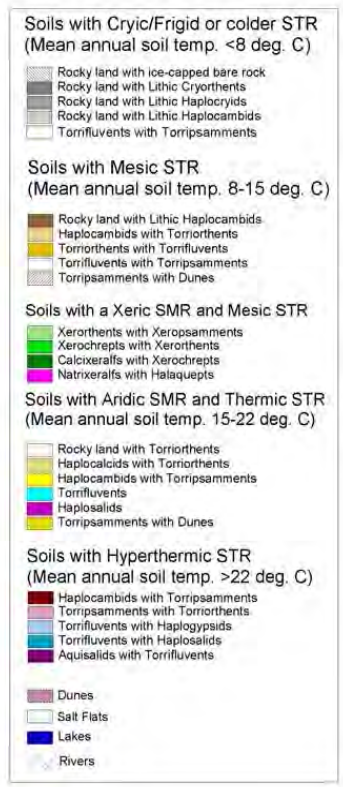 Soils with Cryic/Frigid or colder STR
(Mean annual soil temp. <8 deg. C)
Rocky land with ice-capped bare rock
Rocky land with Lithic Cryorthents
Rocky land with Lithic Haplocryids
Rocky land with Lithic Haplocambids
Torrifluvents with Torripsamments
Soils with Mesic STR
(Mean annual soil temp. 8-15 deg. C)
Rocky land with Lithic Haplocambids
Haplocambids with Torriorthents
Torriorthents with Torrifluvents
Torrifluvents with Torripsamments
Torripsamments with Dunes
Soils with a Xeric SMR and Mesic STR
Xerorthents with Xeropsamments
Xerochrepts with Xerorthents
Calcixeralfs with Xerochrepts
Natrixeralfs with Halaquepts
Soils with Aridic SMR and Thermic STR
(Mean annual soil temp. 15-22 deg. C)
Rocky land with Torriorthents
Haplocalcids with Torriorthents
Haplocambids with Torripsamments
Torrifluvents
Haplosalids
Torripsamments with Dunes
Soils with Hyperthermic STR
(Mean annual soil temp. >22 deg. C)
Haplocambids with Torripsamments
Torripsamments with Torriorthents
Torrifluvents with Haplogypsids
Torrifluvents with Haplosalids
Aquisalids with Torrifluvents
Dunes
Salt Flats
Lakes
Rivers